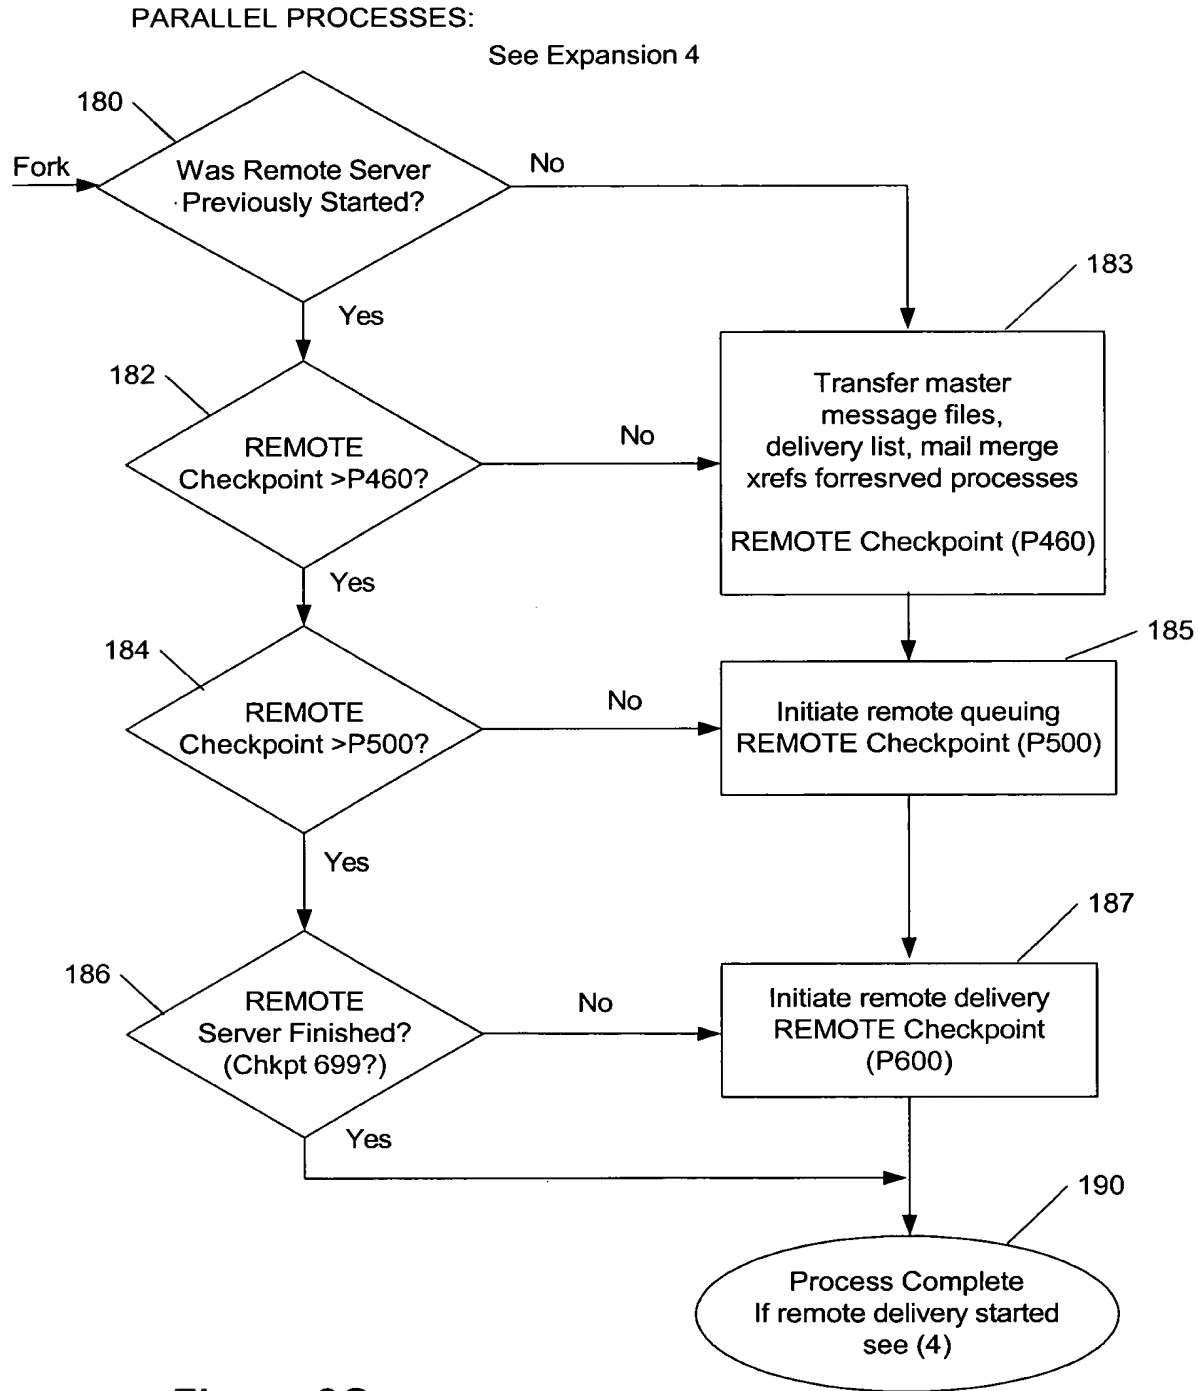 PARALLEL PROCESSES:
See Expansion 4
180
Fork
Was Remote Server
Previously Started?
No
Yes
183
Transfer master
message files,
delivery list, mail merge
xrefs forresrved processes
REMOTE Checkpoint (P460)
182
REMOTE
Checkpoint >P460?
No
Yes
185
Initiate remote queuing
REMOTE Checkpoint (P500)
184
REMOTE
Checkpoint >P500?
No
Yes
187
Initiate remote delivery
REMOTE Checkpoint
(P600)
186
REMOTE
Server Finished?
(Chkpt 699?)
No
Yes
190
Process Complete
If remote delivery started
see (4)